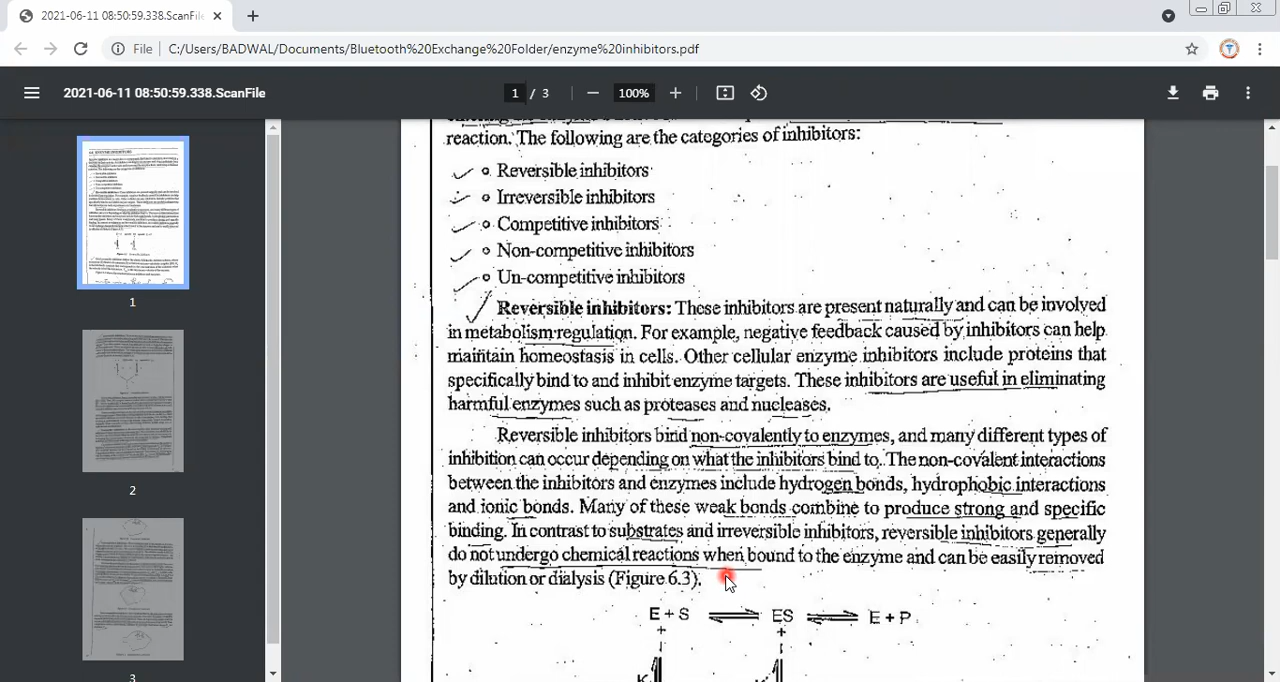 2021-06-11 08:50:59.338.ScanFil
File C:/Users/BADWAL/Documents/Bluetooth%20Exchange%20Folder/enzyme%20inhibitors.pdf
2021-06-11 08:50:59.338.ScanFile
1 / 3
100%
1
2
3
reaction. The following are the categories of inhibitors:
Reversible inhibitors
Irreversible inhibitors
Competitive inhibitors
Non-competitive inhibitors
Un-competitive inhibitors
Reversible inhibitors: These inhibitors are present naturally and can be involved
in metabolism regulation. For example, negative feedback caused by inhibitors can help
maintain homeostasis in cells. Other cellular enzyme inhibitors include proteins that
specifically bind to and inhibit enzyme targets. These inhibitors are useful in eliminating
harmful enzymes such as proteases and nucleases.
Reversible inhibitors bind non-covalently to enzymes, and many different types of
inhibition can occur depending on what the inhibitors bind to. The non-covalent interactions
between the inhibitors and enzymes include hydrogen bonds, hydrophobic interactions
and ionic bonds. Many of these weak bonds combine to produce strong and specific
binding. In contrast to substrates and irreversible inhibitors, reversible inhibitors generally
do not undergo chemical reactions when bound to the enzyme and can be easily removed
by dilution or dilysis (Figure 6.3).
E + S ⇌ ES ⇌ E + P
+ +